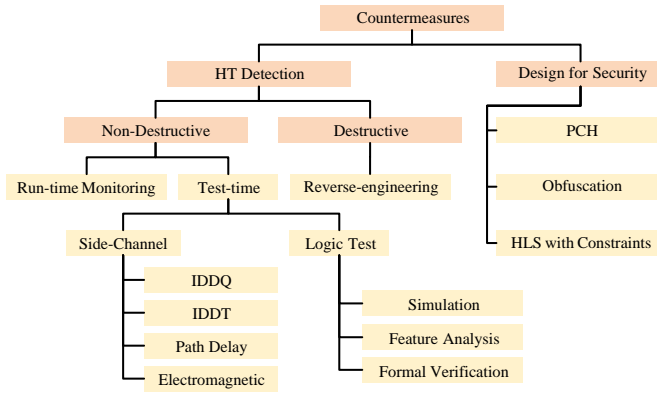 Countermeasures
HT Detection
Design for Security
Non-Destructive
Destructive
PCH
Run-time Monitoring
Test-time
Reverse-engineering
Obfuscation
Side-Channel
Logic Test
HLS with Constraints
IDDQ
Simulation
IDDT
Feature Analysis
Path Delay
Formal Verification
Electromagnetic